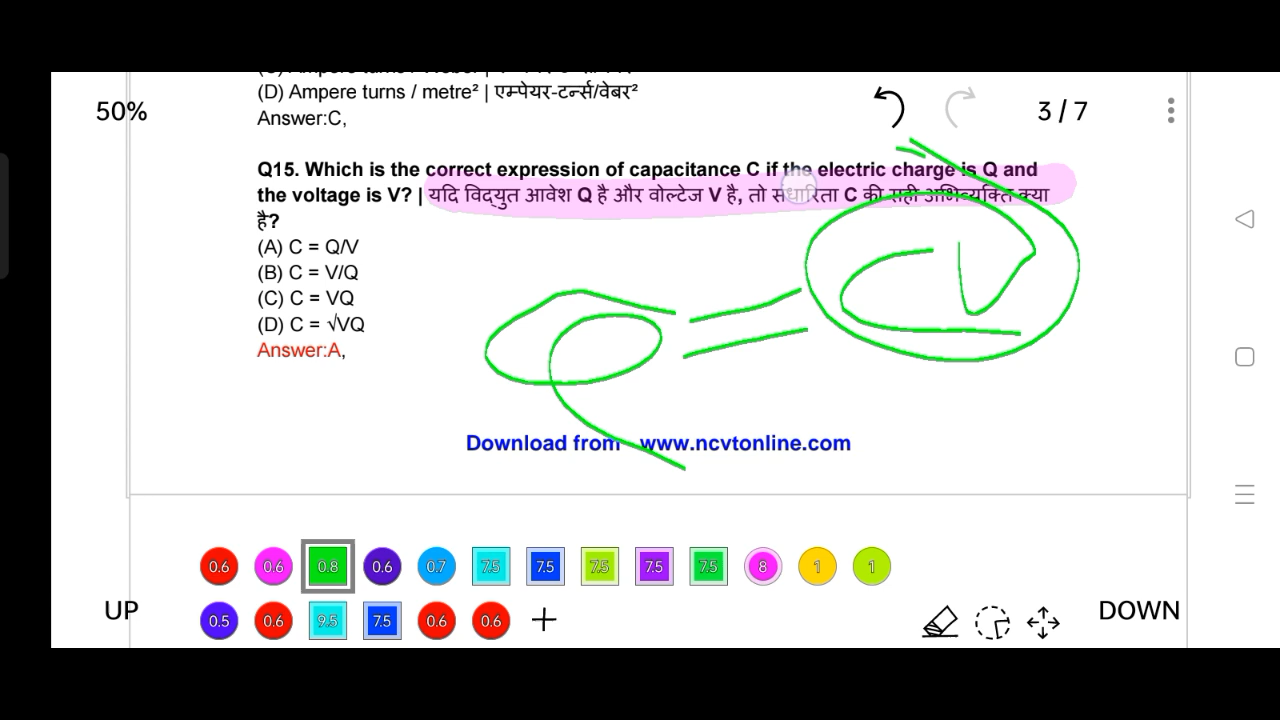 (D) Ampere turns / metre² | एम्पेयर-टर्न्स/वेबर²
50%
3 / 7
Answer:C,
Q15. Which is the correct expression of capacitance C if the electric charge is Q and
the voltage is V? | यदि विद्युत आवेश Q है और वोल्टेज V है, तो संधारिता C की सही अभिव्यक्ति क्या
है?
(A) C = Q/V
(B) C = V/Q
(C) C = VQ
(D) C = √VQ
Answer:A,
Q = CV
Download from www.ncvtonline.com
0.6 0.6 0.8 0.6 0.7 7.5 7.5 7.5 7.5 7.5 8 1 1
UP
DOWN
0.5 0.6 9.5 7.5 0.6 0.6 +